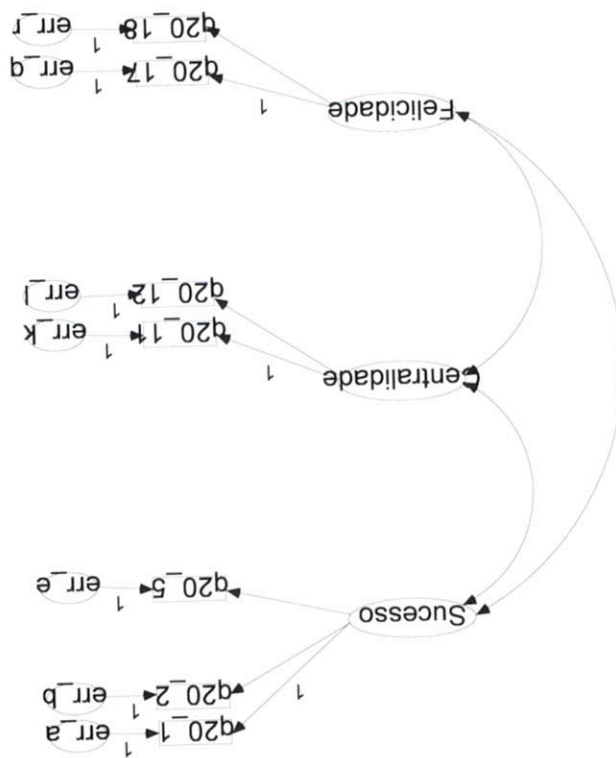 1
q20_1 err_a
1
q20_2 err_b
1
Sucesso
1
q20_5 err_e
Centralidade
1
1
q20_11 err_k
1
q20_12 err_l
Felicidade
1
1
q20_17 err_q
1
q20_18 err_r